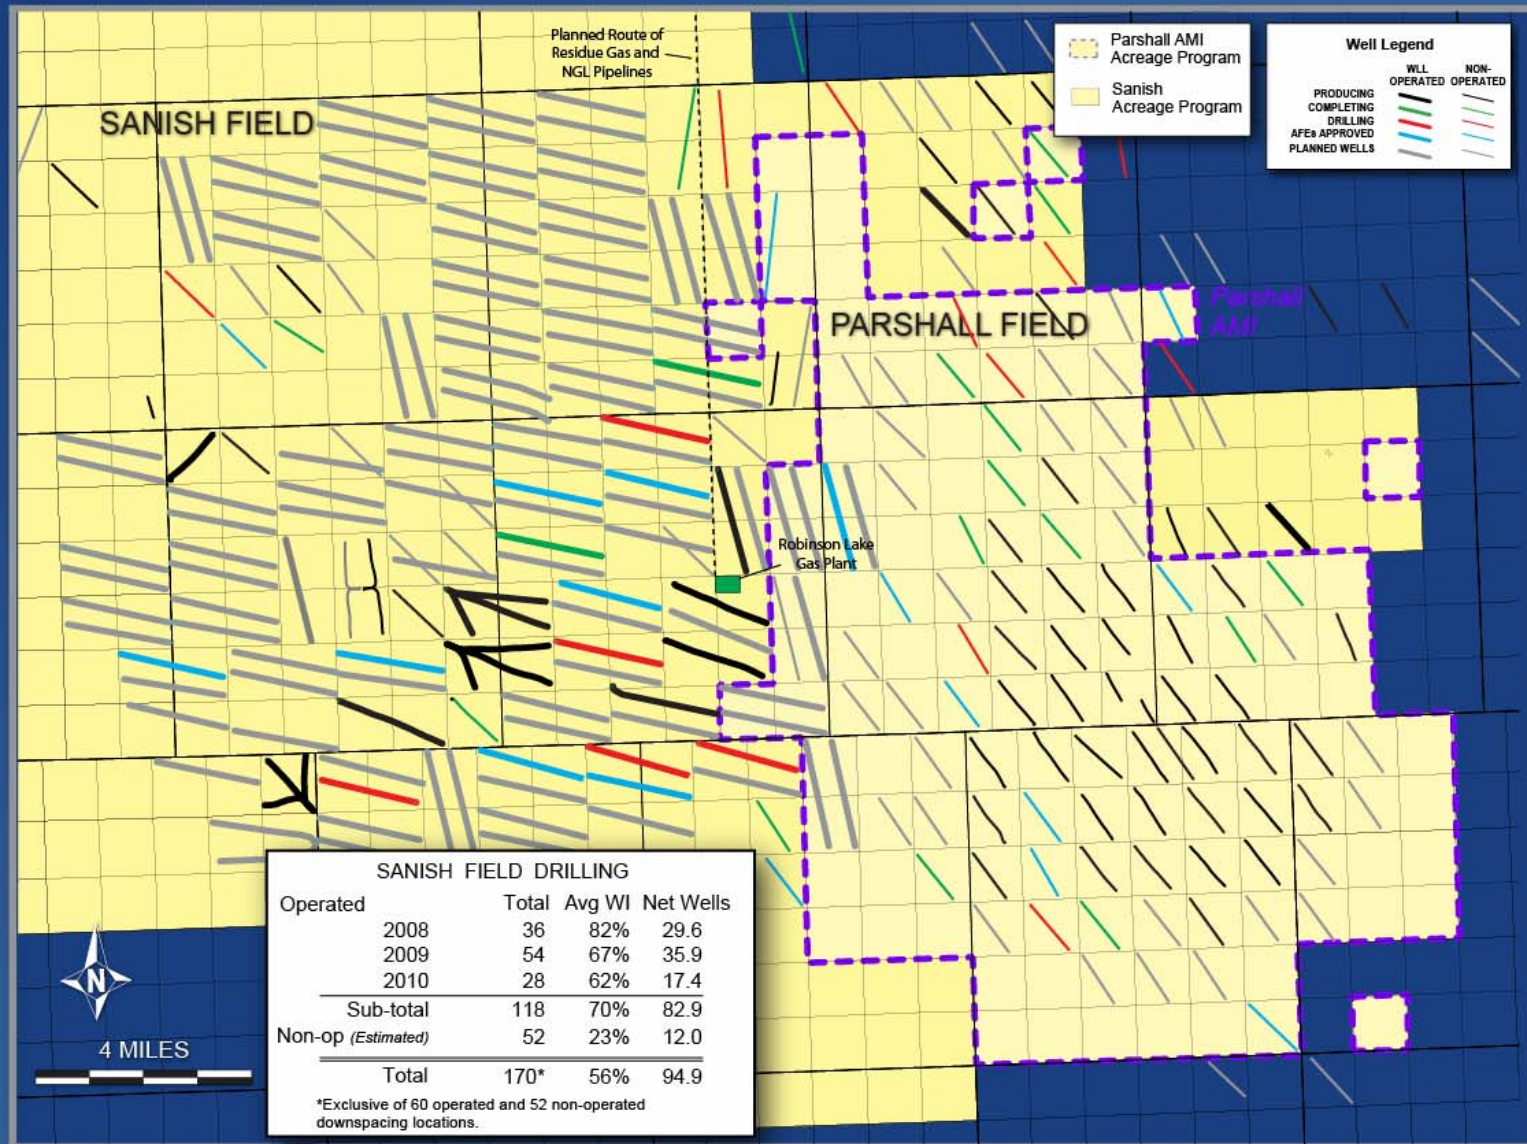 Planned Route of
Residue Gas and
NGL Pipelines
Parshall AMI
Acreage Program
Sanish
Acreage Program
Well Legend
WLL OPERATED
NON-OPERATED
PRODUCING
COMPLETING
DRILLING
AFEs APPROVED
PLANNED WELLS
SANISH FIELD
Parshall
AMI
PARSHALL FIELD
Robinson Lake
Gas Plant
SANISH FIELD DRILLING
Operated Total Avg WI Net Wells
2008 36 82% 29.6
2009 54 67% 35.9
2010 28 62% 17.4
Sub-total 118 70% 82.9
Non-op (Estimated) 52 23% 12.0
Total 170* 56% 94.9
*Exclusive of 60 operated and 52 non-operated
downspacing locations.
N
4 MILES